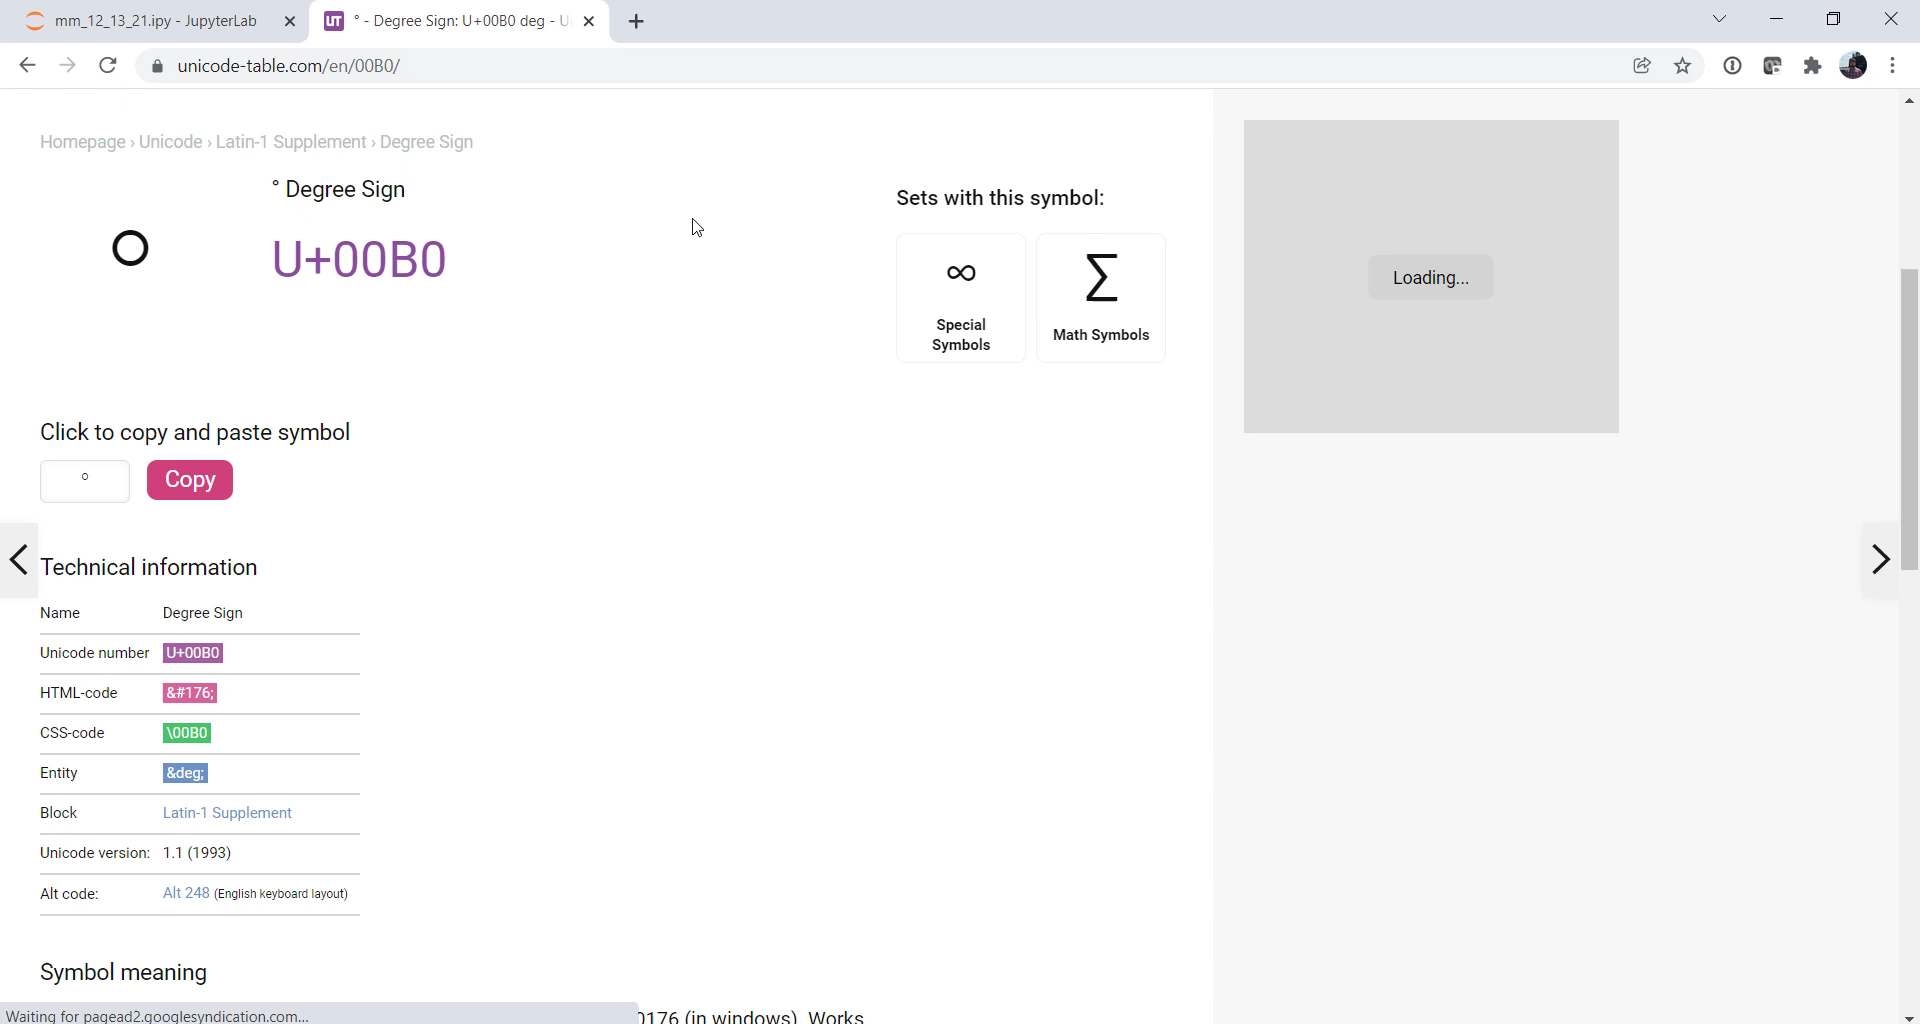 mm_12_13_21.ipy - JupyterLab
UT
° - Degree Sign: U+00B0 deg - U
unicode-table.com/en/00B0/
Homepage › Unicode › Latin-1 Supplement › Degree Sign
° Degree Sign
°
U+00B0
Sets with this symbol:
∞
Special
Symbols
∑
Math Symbols
Loading...
Click to copy and paste symbol
°
Copy
Technical information
Name Degree Sign
Unicode number U+00B0
HTML-code &#176;
CSS-code \00B0
Entity &deg;
Block Latin-1 Supplement
Unicode version: 1.1 (1993)
Alt code: Alt 248 (English keyboard layout)
Symbol meaning
0176 (in windows). Works
Waiting for pagead2.googlesyndication.com...